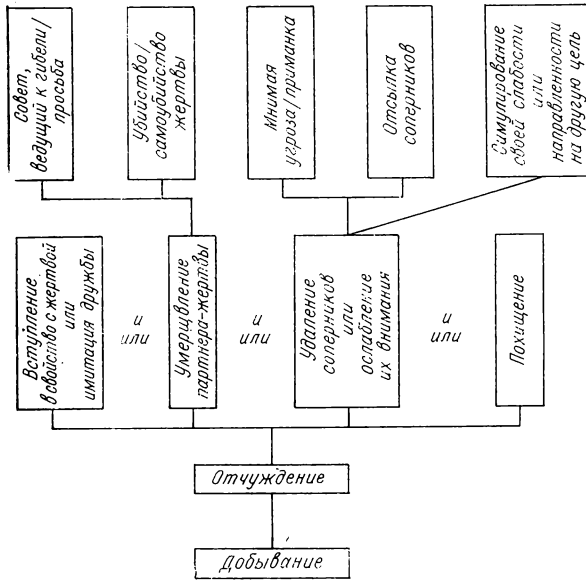 Совет,
ведущий к гибели/
просьба
Убийство/
самоубийство
жертвы
Мнимая
угроза/приманка
Отсылка
соперников
Симулирование
своей слабости
или
направленности
на другую цель
Вступление
в свойство с жертвой
или
имитация дружбы
и
или
Умерщвление
партнера-жертвы
и
или
Удаление
соперников
или
ослабление
их внимания
и
или
Похищение
Отчуждение
Добывание